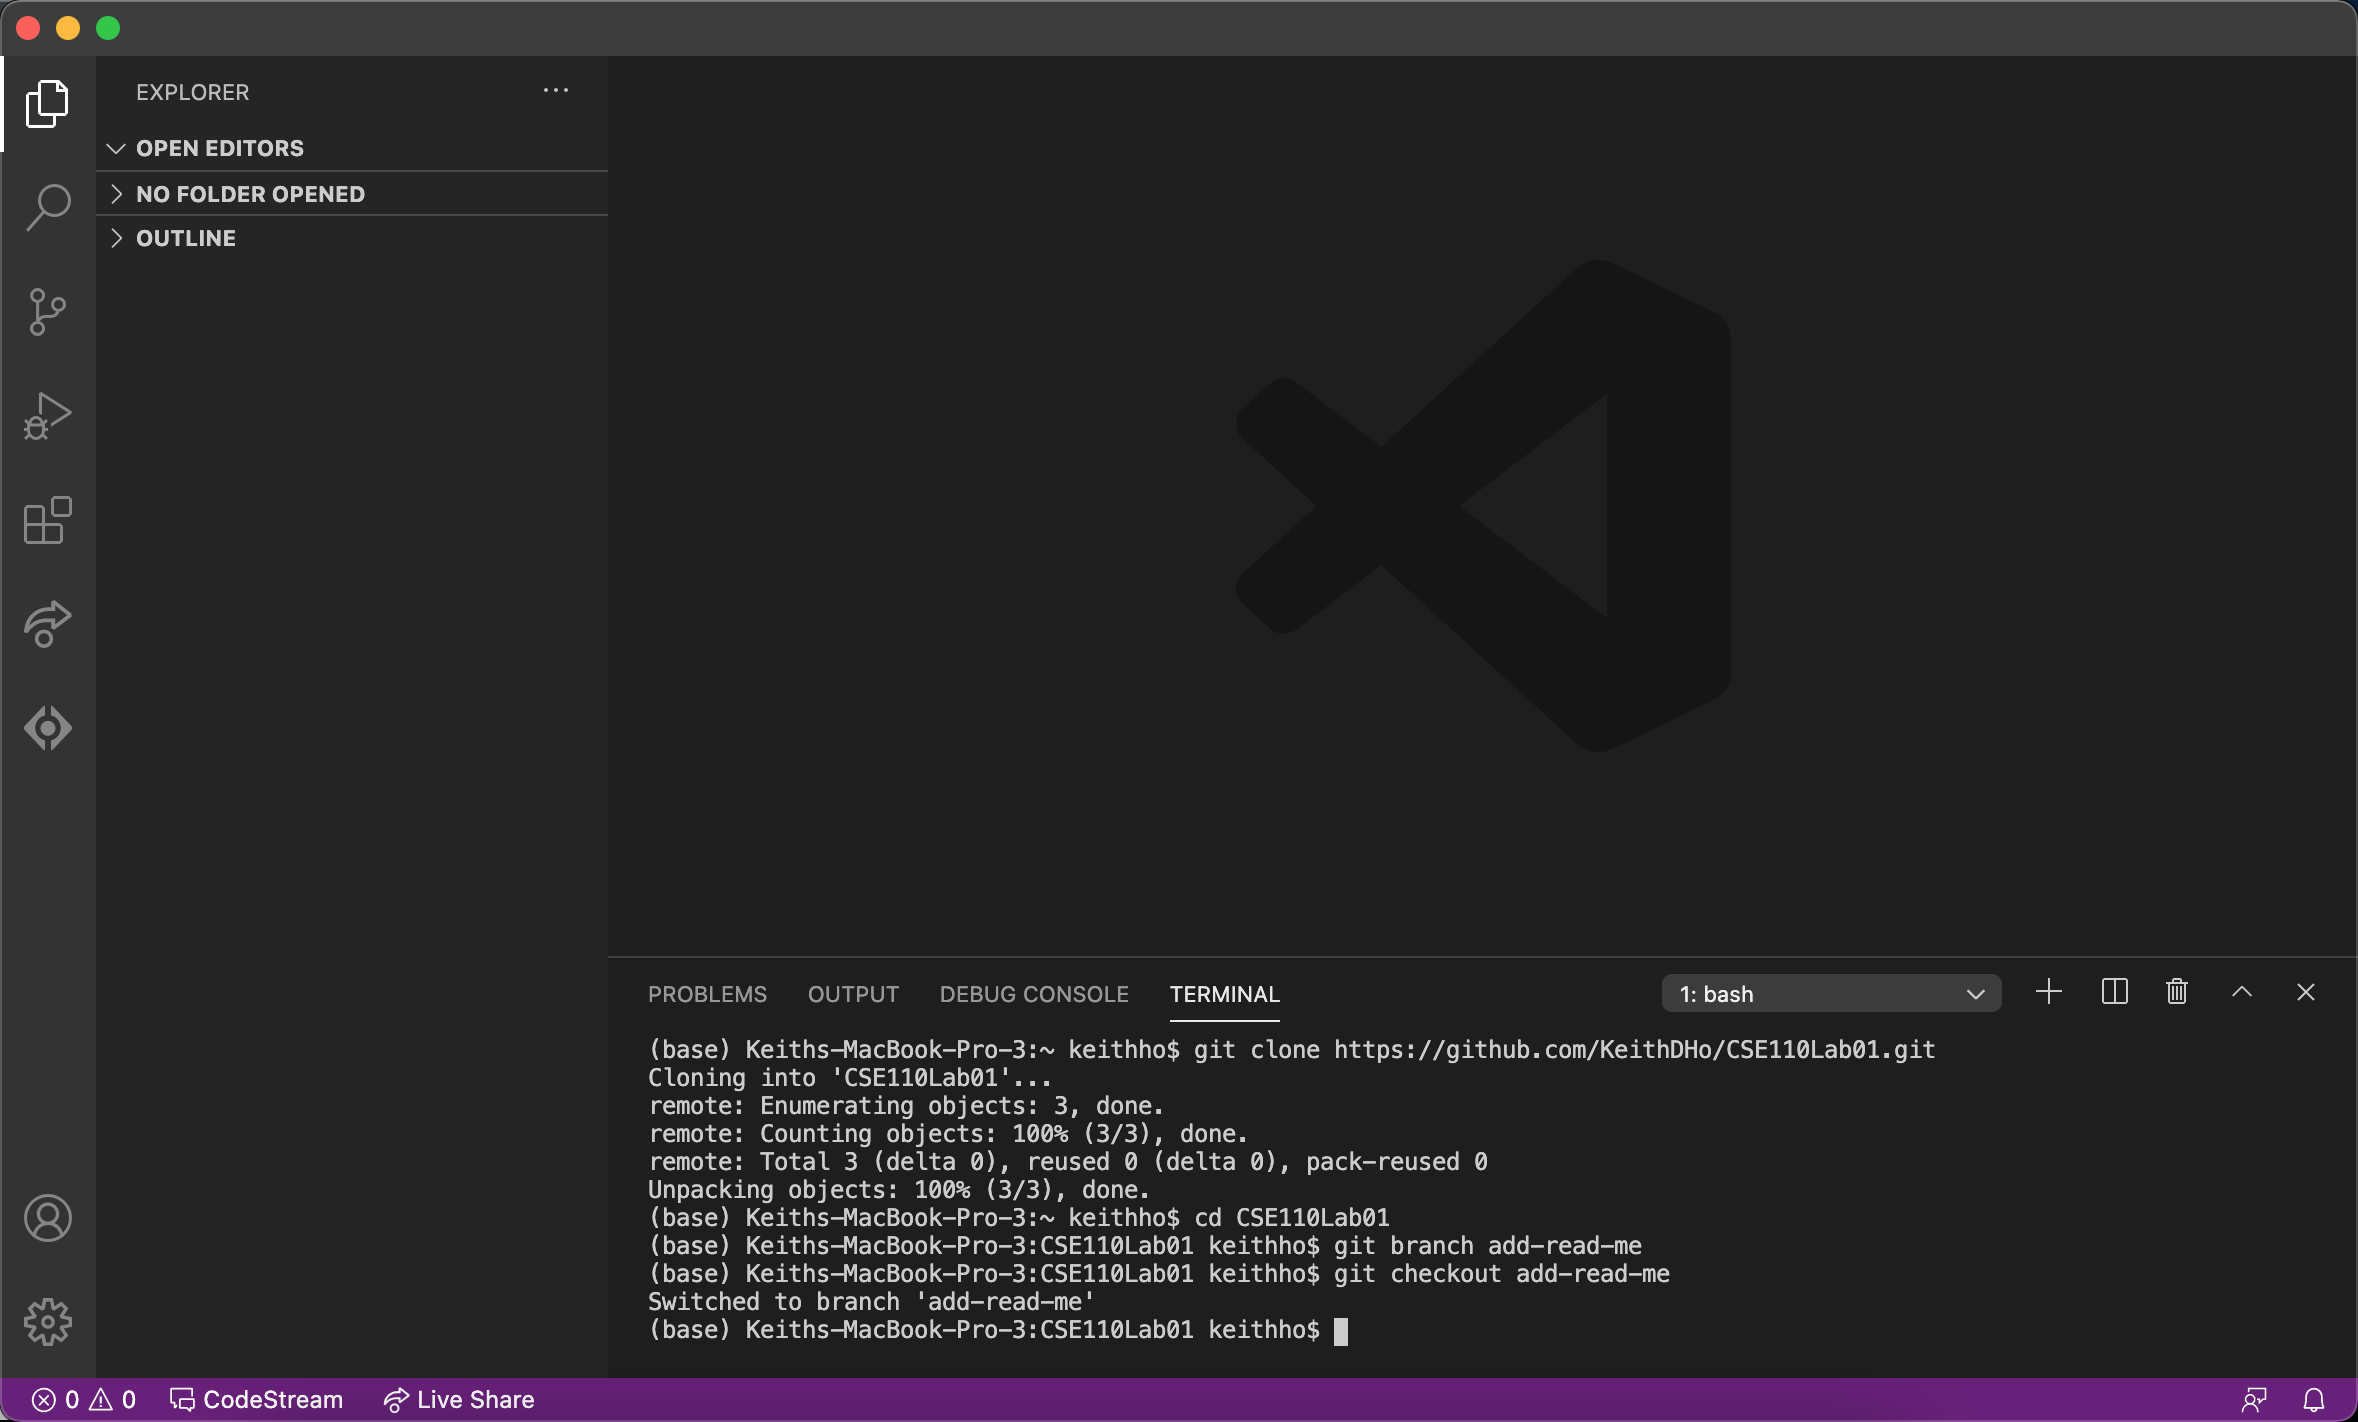 EXPLORER
OPEN EDITORS
NO FOLDER OPENED
OUTLINE
PROBLEMS OUTPUT DEBUG CONSOLE TERMINAL 1: bash
(base) Keiths-MacBook-Pro-3:~ keithho$ git clone https://github.com/KeithDHo/CSE110Lab01.git
Cloning into 'CSE110Lab01'...
remote: Enumerating objects: 3, done.
remote: Counting objects: 100% (3/3), done.
remote: Total 3 (delta 0), reused 0 (delta 0), pack-reused 0
Unpacking objects: 100% (3/3), done.
(base) Keiths-MacBook-Pro-3:~ keithho$ cd CSE110Lab01
(base) Keiths-MacBook-Pro-3:CSE110Lab01 keithho$ git branch add-read-me
(base) Keiths-MacBook-Pro-3:CSE110Lab01 keithho$ git checkout add-read-me
Switched to branch 'add-read-me'
(base) Keiths-MacBook-Pro-3:CSE110Lab01 keithho$
0 0 CodeStream Live Share